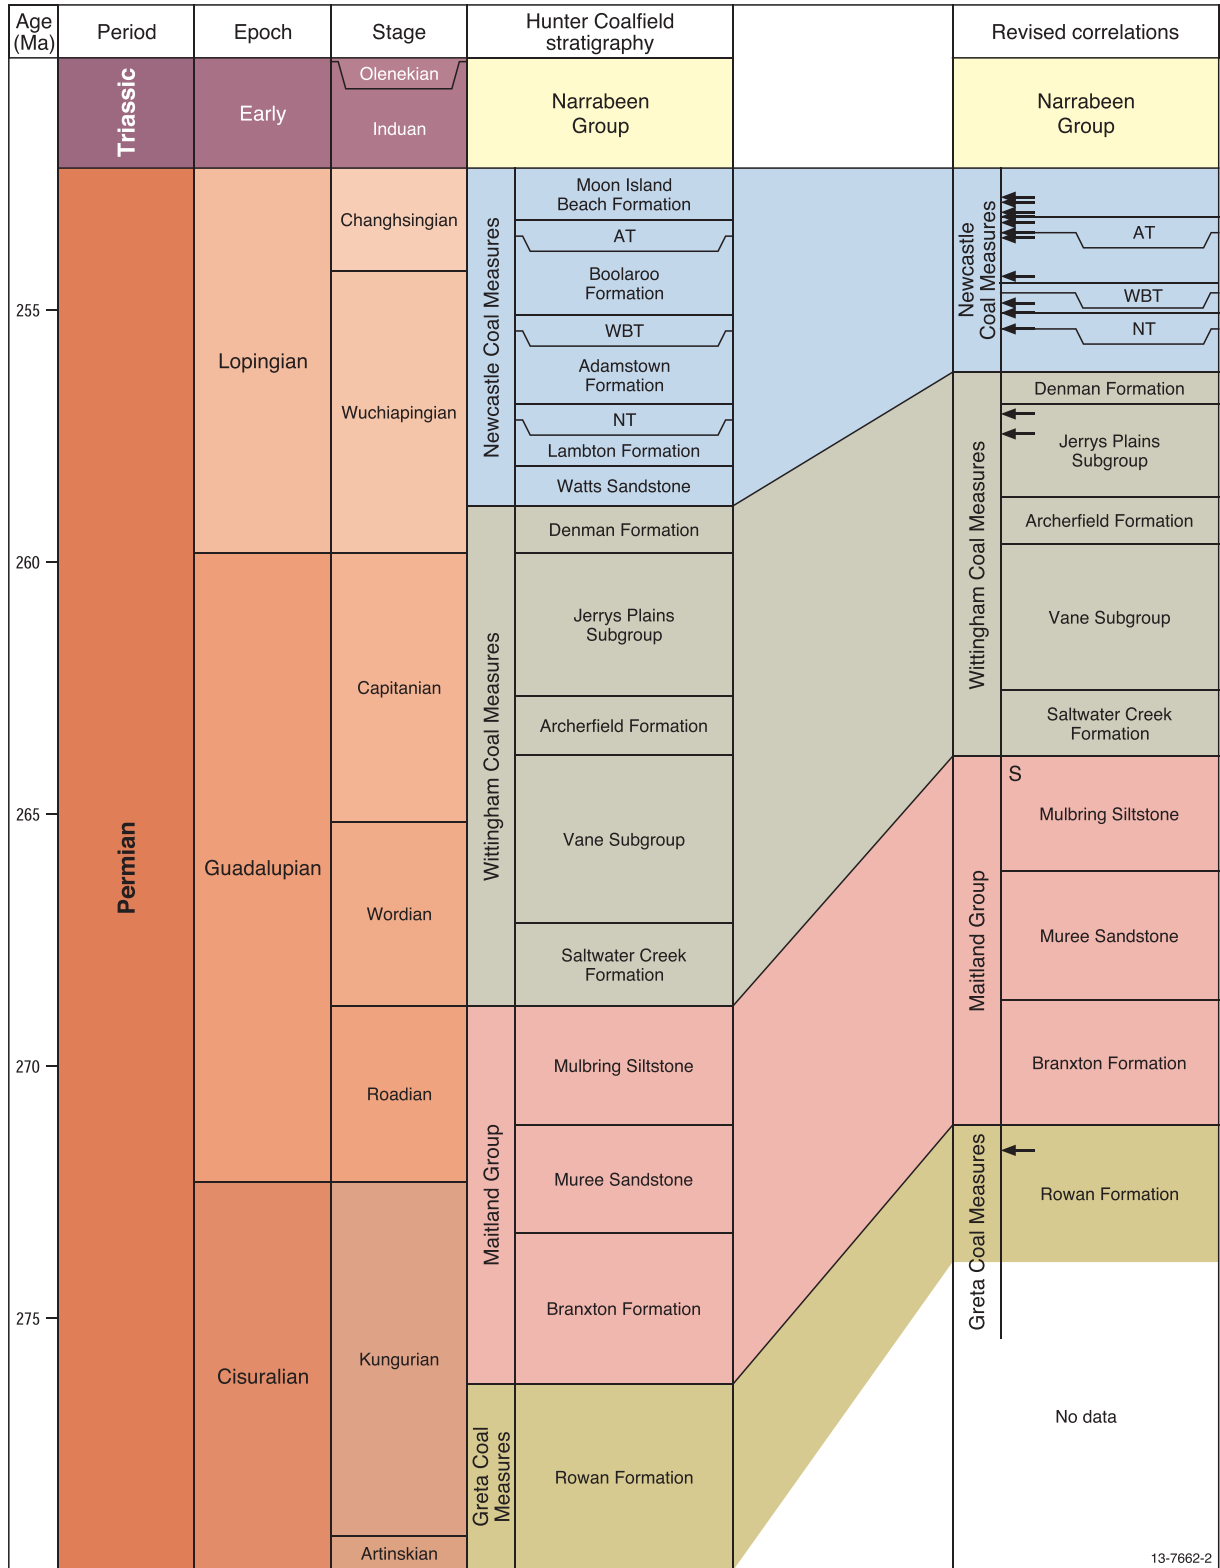 Age
(Ma)
Period
Epoch
Stage
Hunter Coalfield
stratigraphy
Revised correlations
Triassic
Early
Olenekian
Induan
Narrabeen
Group
Narrabeen
Group
255
260
265
270
275
Permian
Lopingian
Guadalupian
Cisuralian
Changhsingian
Wuchiapingian
Capitanian
Wordian
Roadian
Kungurian
Artinskian
Newcastle Coal Measures
Moon Island
Beach Formation
AT
Boolaroo
Formation
WBT
Adamstown
Formation
NT
Lambton Formation
Watts Sandstone
Wittingham Coal Measures
Denman Formation
Jerrys Plains
Subgroup
Archerfield Formation
Vane Subgroup
Saltwater Creek
Formation
Maitland Group
Mulbring Siltstone
Muree Sandstone
Branxton Formation
Greta Coal
Measures
Rowan Formation
Newcastle
Coal Measures
AT
WBT
NT
Wittingham Coal Measures
Denman Formation
Jerrys Plains
Subgroup
Archerfield Formation
Vane Subgroup
Saltwater Creek
Formation
Maitland Group
S
Mulbring Siltstone
Muree Sandstone
Branxton Formation
Greta Coal Measures
Rowan Formation
No data
13-7662-2